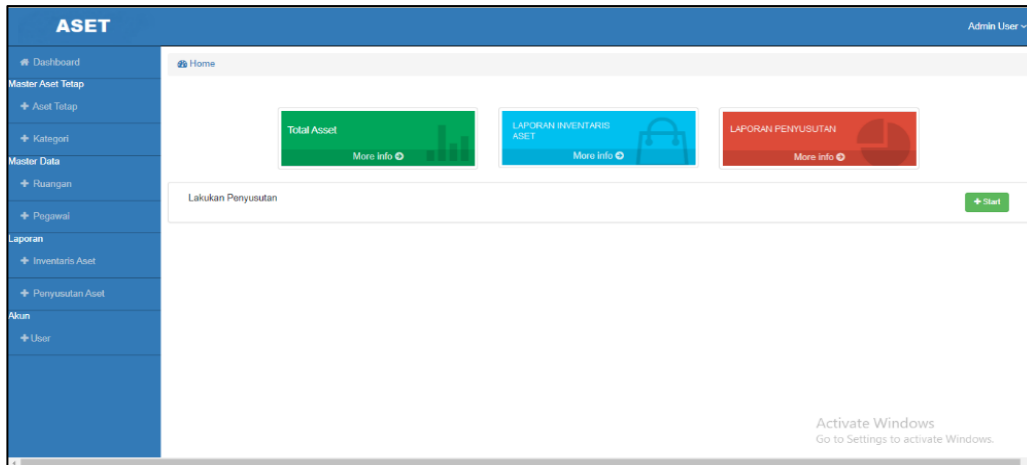 ASET
Admin User
Dashboard
Home
Master Aset Tetap
Aset Tetap
Kategori
Master Data
Ruangan
Pegawai
Laporan
Inventaris Aset
Penyusutan Aset
Akun
User
Total Asset
More info
LAPORAN INVENTARIS
ASET
More info
LAPORAN PENYUSUTAN
More info
Lakukan Penyusutan
Start
Activate Windows
Go to Settings to activate Windows.